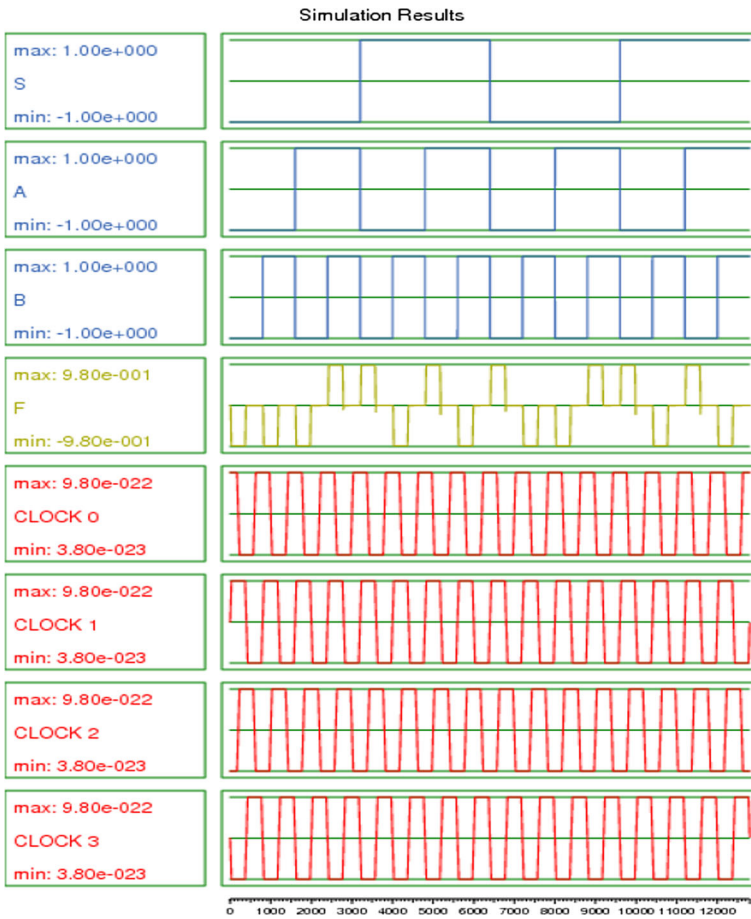 Simulation Results
max: 1.00e+000
S
min: -1.00e+000
max: 1.00e+000
A
min: -1.00e+000
max: 1.00e+000
B
min: -1.00e+000
max: 9.80e-001
F
min: -9.80e-001
max: 9.80e-022
CLOCK 0
min: 3.80e-023
max: 9.80e-022
CLOCK 1
min: 3.80e-023
max: 9.80e-022
CLOCK 2
min: 3.80e-023
max: 9.80e-022
CLOCK 3
min: 3.80e-023
0 1000 2000 3000 4000 5000 6000 7000 8000 9000 10000 11000 12000